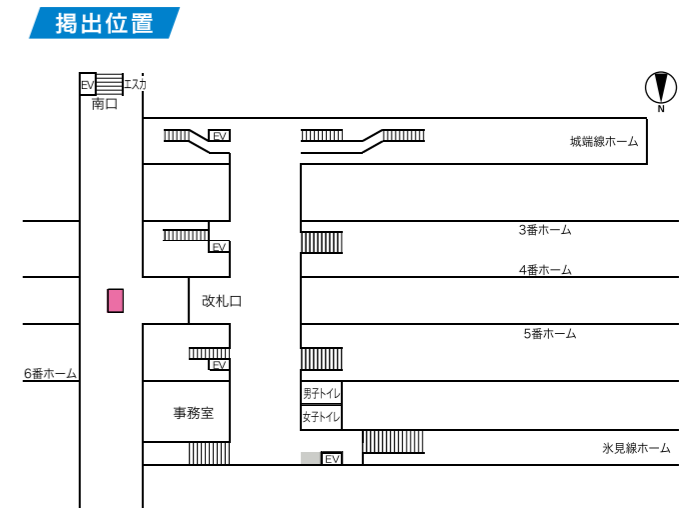 掲出位置
EV
エスカ
南口
N
EV
城端線ホーム
3番ホーム
EV
4番ホーム
改札口
5番ホーム
EV
6番ホーム
男子トイレ
事務室
女子トイレ
氷見線ホーム
EV